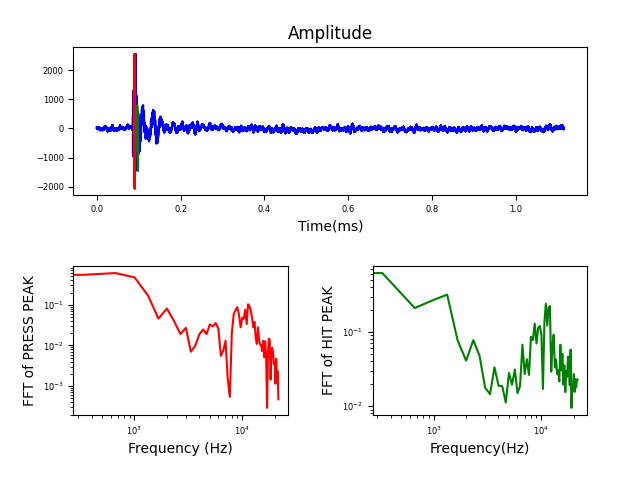 Amplitude
2000
1000
0
−1000
−2000
0.0 0.2 0.4 0.6 0.8 1.0
Time(ms)
FFT of PRESS PEAK
10⁻¹
10⁻²
10⁻³
10³ 10⁴
Frequency (Hz)
FFT of HIT PEAK
10⁻¹
10⁻²
10³ 10⁴
Frequency(Hz)